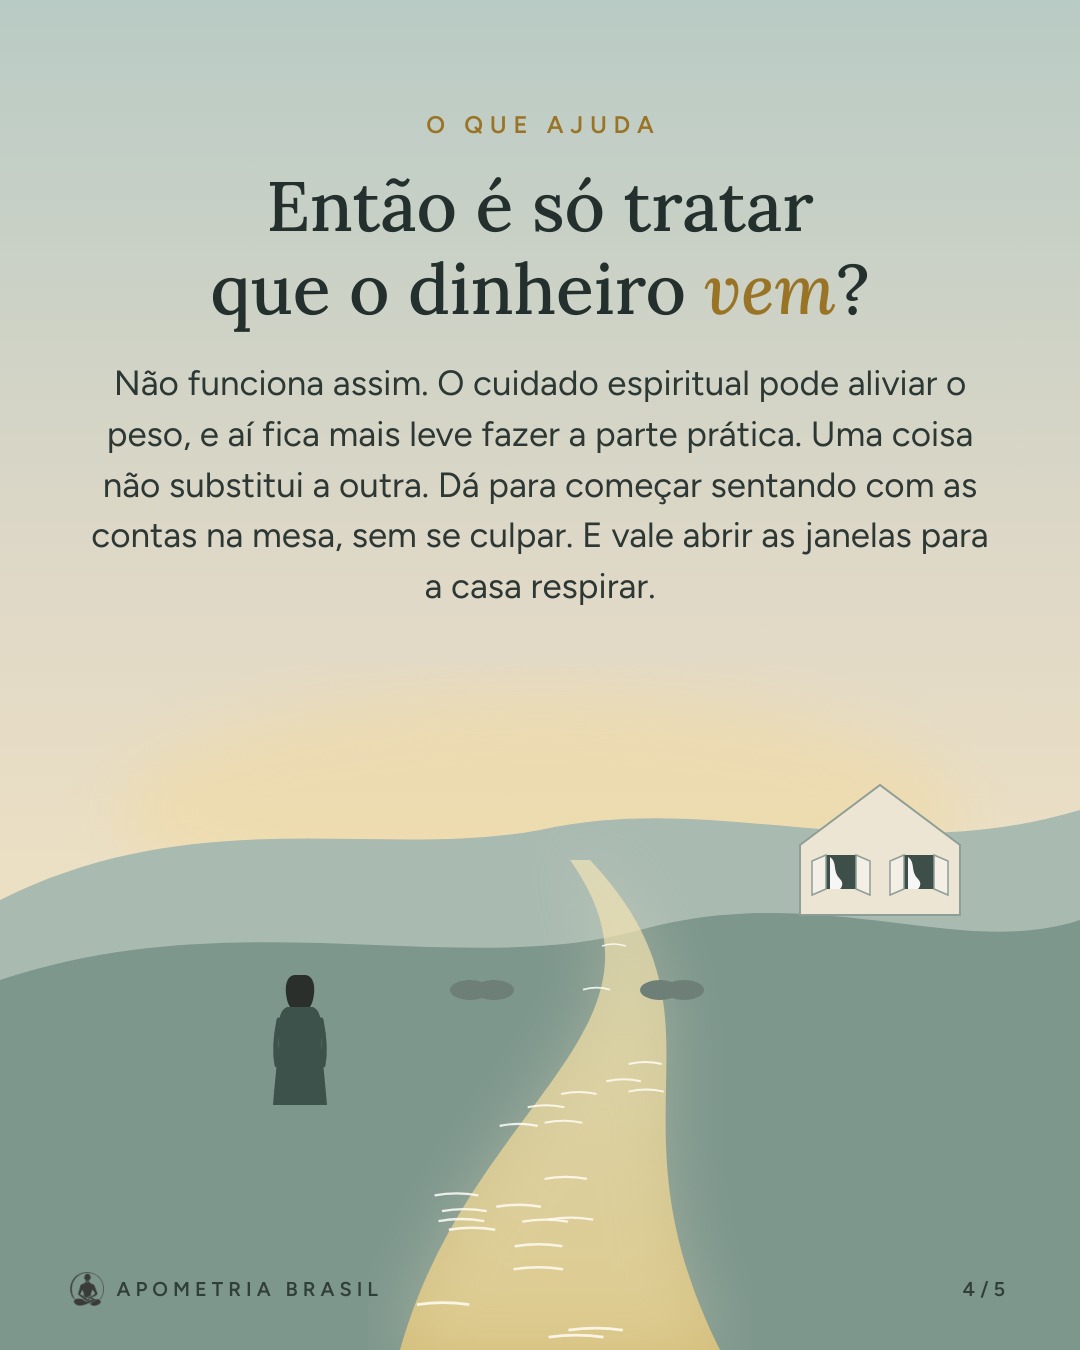 O QUE AJUDA
Então é só tratar
que o dinheiro vem?
Não funciona assim. O cuidado espiritual pode aliviar o
peso, e aí fica mais leve fazer a parte prática. Uma coisa
não substitui a outra. Dá para começar sentando com as
contas na mesa, sem se culpar. E vale abrir as janelas para
a casa respirar.
APOMETRIA BRASIL
4/5